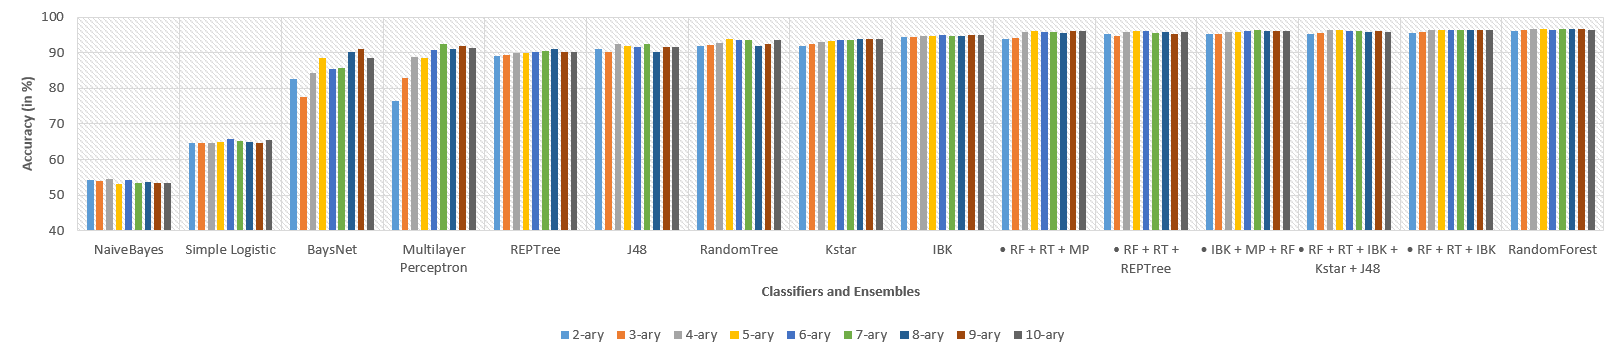 100
90
80
70
60
50
40
Accuracy (in %)
NaiveBayes
Simple Logistic
BaysNet
Multilayer
Perceptron
REPTree
J48
RandomTree
Kstar
IBK
• RF + RT + MP
• RF + RT +
REPTree
• IBK + MP + RF
• RF + RT + IBK +
Kstar + J48
• RF + RT + IBK
RandomForest
Classifiers and Ensembles
2-ary
3-ary
4-ary
5-ary
6-ary
7-ary
8-ary
9-ary
10-ary